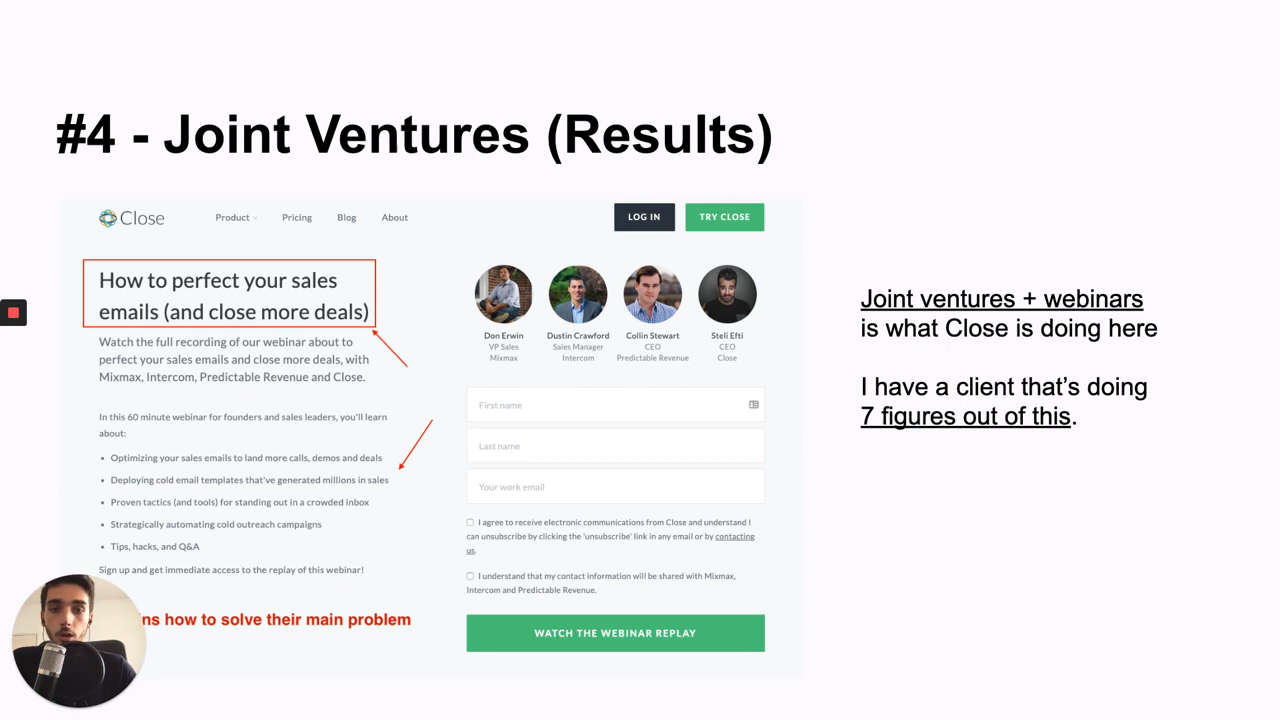 #4 - Joint Ventures (Results)
Close
Product
Pricing
Blog
About
LOG IN
TRY CLOSE
How to perfect your sales
emails (and close more deals)
Watch the full recording of our webinar about to
perfect your sales emails and close more deals, with
Mixmax, Intercom, Predictable Revenue and Close.
In this 60 minute webinar for founders and sales leaders, you'll learn
about:
• Optimizing your sales emails to land more calls, demos and deals
• Deploying cold email templates that've generated millions in sales
• Proven tactics (and tools) for standing out in a crowded inbox
• Strategically automating cold outreach campaigns
• Tips, hacks, and Q&A
Sign up and get immediate access to the replay of this webinar!
how to solve their main problem
Don Erwin
VP Sales
Mixmax
Dustin Crawford
Sales Manager
Intercom
Collin Stewart
CEO
Predictable Revenue
Steli Efti
CEO
Close
First name
Last name
Your work email
I agree to receive electronic communications from Close and understand I
can unsubscribe by clicking the 'unsubscribe' link in any email or by contacting
us.
I understand that my contact information will be shared with Mixmax,
Intercom and Predictable Revenue.
WATCH THE WEBINAR REPLAY
Joint ventures + webinars
is what Close is doing here
I have a client that's doing
7 figures out of this.